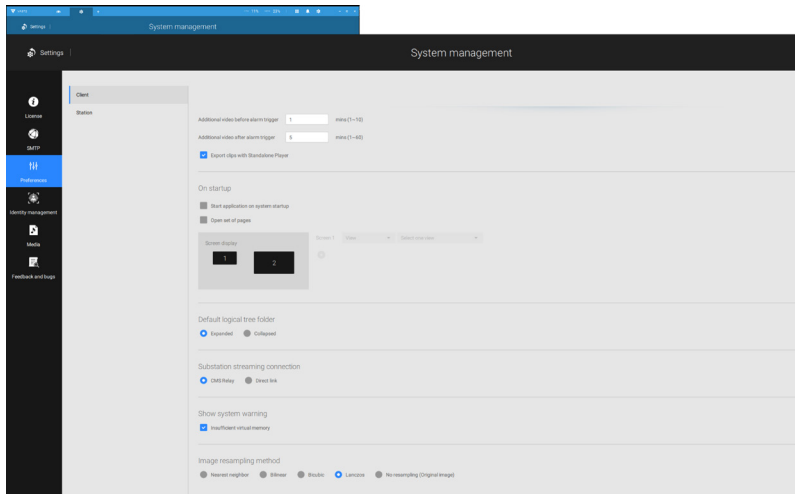 Settings
System management
Settings
System management
License
SMTP
Preferences
Identity management
Media
Feedback and bugs
Client
Station
Additional video before alarm trigger 1 mins (1~10)
Additional video after alarm trigger 5 mins (1~60)
Export clips with Standalone Player
On startup
Start application on system startup
Open set of pages
Screen display
1
2
Screen 1 View
Default logical tree folder
Expanded Collapsed
Substation streaming connection
CMS Relay Direct link
Show system warning
Insufficient virtual memory
Image resampling method
Nearest neighbor Bilinear Bicubic Lanczos No resampling (Original image)